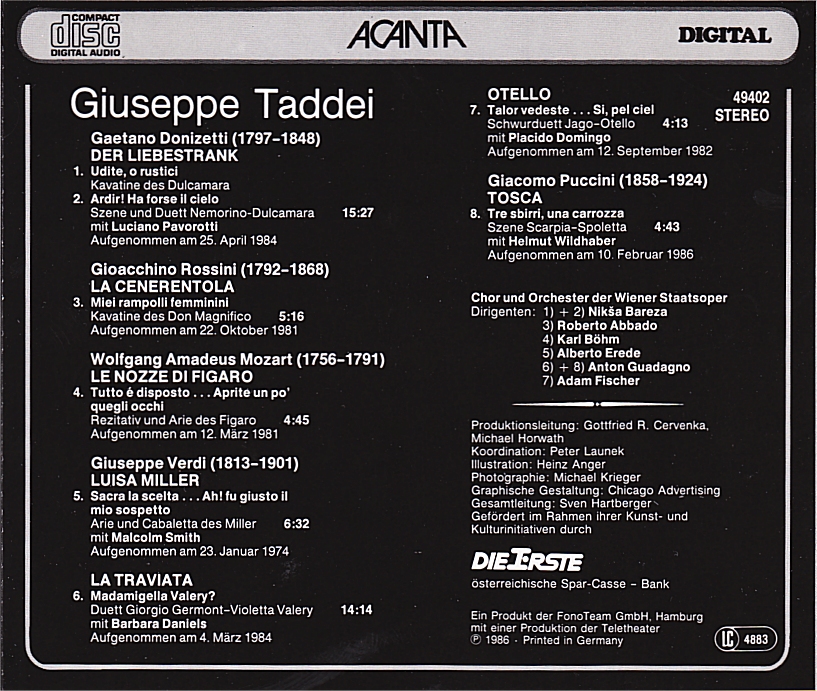 COMPACT
disc
DIGITAL AUDIO
ACANTA
DIGITAL
Giuseppe Taddei
Gaetano Donizetti (1797–1848)
DER LIEBESTRANK
1. Udite, o rustici
Kavatine des Dulcamara
2. Ardir! Ha forse il cielo
Szene und Duett Nemorino-Dulcamara 15:27
mit Luciano Pavorotti
Aufgenommen am 25. April 1984
Gioacchino Rossini (1792–1868)
LA CENERENTOLA
3. Miei rampolli femminini
Kavatine des Don Magnifico 5:16
Aufgenommen am 22. Oktober 1981
Wolfgang Amadeus Mozart (1756–1791)
LE NOZZE DI FIGARO
4. Tutto é disposto . . . Aprite un po'
quegli occhi
Rezitativ und Arie des Figaro 4:45
Aufgenommen am 12. März 1981
Giuseppe Verdi (1813–1901)
LUISA MILLER
5. Sacra la scelta . . . Ah! fu giusto il
mio sospetto
Arie und Cabaletta des Miller 6:32
mit Malcolm Smith
Aufgenommen am 23. Januar 1974
LA TRAVIATA
6. Madamigella Valery?
Duett Giorgio Germont–Violetta Valery 14:14
mit Barbara Daniels
Aufgenommen am 4. März 1984
OTELLO
49402
STEREO
7. Talor vedeste . . . Si, pel ciel
Schwurduett Jago-Otello 4:13
mit Placido Domingo
Aufgenommen am 12. September 1982
Giacomo Puccini (1858–1924)
TOSCA
8. Tre sbirri, una carrozza
Szene Scarpia–Spoletta 4:43
mit Helmut Wildhaber
Aufgenommen am 10. Februar 1986
Chor und Orchester der Wiener Staatsoper
Dirigenten: 1) + 2) Nikša Bareza
3) Roberto Abbado
4) Karl Böhm
5) Alberto Erede
6) + 8) Anton Guadagno
7) Adam Fischer
Produktionsleitung: Gottfried R. Cervenka,
Michael Horwath
Koordination: Peter Launek
Illustration: Heinz Anger
Photographie: Michael Krieger
Graphische Gestaltung: Chicago Advertising
Gesamtleitung: Sven Hartberger
Gefördert im Rahmen ihrer Kunst- und
Kulturinitiativen durch
DIE ERSTE
österreichische Spar-Casse – Bank
Ein Produkt der FonoTeam GmbH, Hamburg
mit einer Produktion der Teletheater
℗ 1986 · Printed in Germany
LC 4883